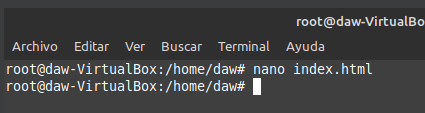 root@daw-VirtualBo
Archivo Editar Ver Buscar Terminal Ayuda
root@daw-VirtualBox:/home/daw# nano index.html
root@daw-VirtualBox:/home/daw#